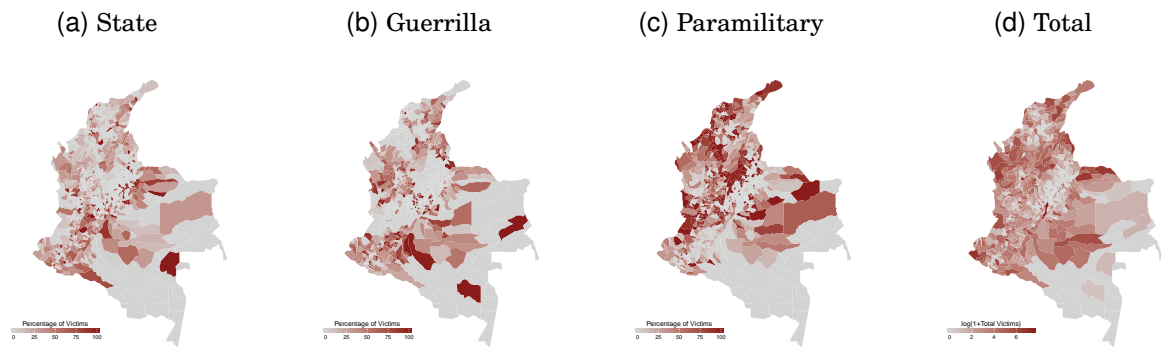 (a) State
(b) Guerrilla
(c) Paramilitary
(d) Total
Percentage of Victims
0 25 50 75 100
Percentage of Victims
0 25 50 75 100
Percentage of Victims
0 25 50 75 100
log(1+Total Victims)
0 2 4 6